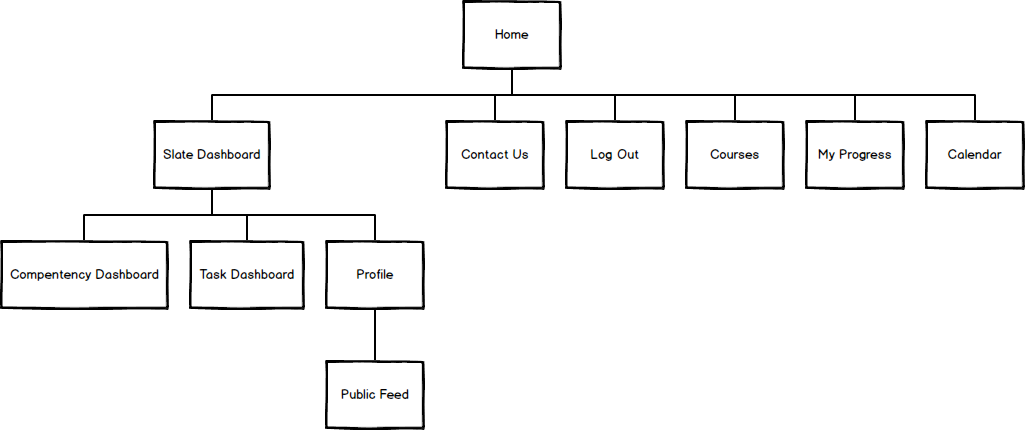 Home
Slate Dashboard
Contact Us
Log Out
Courses
My Progress
Calendar
Compentency Dashboard
Task Dashboard
Profile
Public Feed